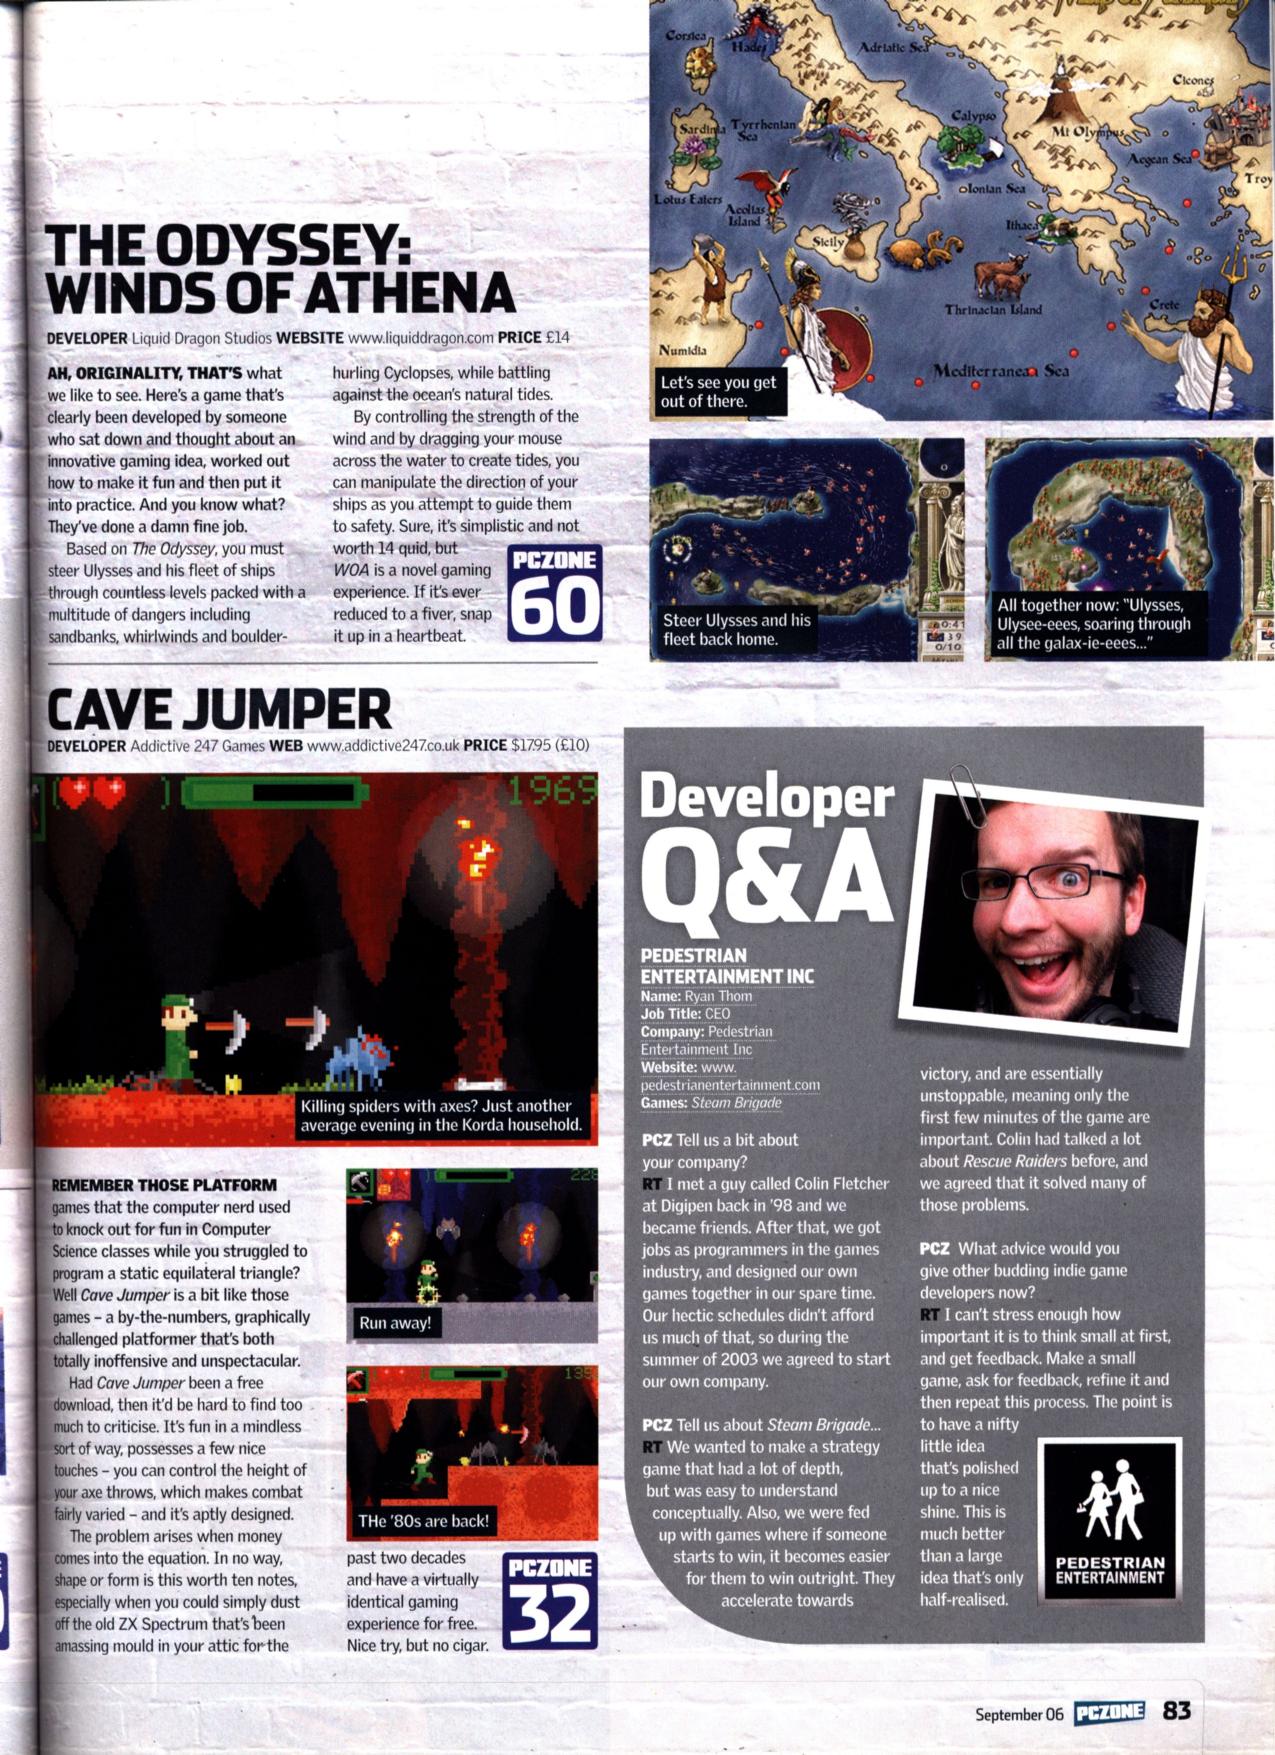 Map of Antiquity
Corsica
Hades
Adriatic Sea
Cicones
Sardinia
Tyrrhenian
Sea
Calypso
Mt Olympus
Aegean Sea
Troy
Lotus Eaters
Aeolias
Island
Ionian Sea
Sicily
Ithaca
Thrinacian Island
Crete
Numidia
Mediterranean Sea
Let's see you get
out of there.
THE ODYSSEY:
WINDS OF ATHENA
DEVELOPER Liquid Dragon Studios WEBSITE www.liquiddragon.com PRICE £14
AH, ORIGINALITY, THAT'S what
we like to see. Here's a game that's
clearly been developed by someone
who sat down and thought about an
innovative gaming idea, worked out
how to make it fun and then put it
into practice. And you know what?
They've done a damn fine job.
Based on The Odyssey, you must
steer Ulysses and his fleet of ships
through countless levels packed with a
multitude of dangers including
sandbanks, whirlwinds and boulder-
hurling Cyclopses, while battling
against the ocean's natural tides.
By controlling the strength of the
wind and by dragging your mouse
across the water to create tides, you
can manipulate the direction of your
ships as you attempt to guide them
to safety. Sure, it's simplistic and not
worth 14 quid, but
WOA is a novel gaming
experience. If it's ever
reduced to a fiver, snap
it up in a heartbeat.
PCZONE
60
Steer Ulysses and his
fleet back home.
0:41
39
0/10
All together now: "Ulysses,
Ulysee-eees, soaring through
all the galax-ie-eees..."
CAVE JUMPER
DEVELOPER Addictive 247 Games WEB www.addictive247.co.uk PRICE $17.95 (£10)
1969
Killing spiders with axes? Just another
average evening in the Korda household.
REMEMBER THOSE PLATFORM
games that the computer nerd used
to knock out for fun in Computer
Science classes while you struggled to
program a static equilateral triangle?
Well Cave Jumper is a bit like those
games – a by-the-numbers, graphically
challenged platformer that's both
totally inoffensive and unspectacular.
Had Cave Jumper been a free
download, then it'd be hard to find too
much to criticise. It's fun in a mindless
sort of way, possesses a few nice
touches – you can control the height of
your axe throws, which makes combat
fairly varied – and it's aptly designed.
The problem arises when money
comes into the equation. In no way,
shape or form is this worth ten notes,
especially when you could simply dust
off the old ZX Spectrum that's been
amassing mould in your attic for the
Run away!
THe '80s are back!
past two decades
and have a virtually
identical gaming
experience for free.
Nice try, but no cigar.
PCZONE
32
Developer
Q&A
PEDESTRIAN
ENTERTAINMENT INC
Name: Ryan Thom
Job Title: CEO
Company: Pedestrian
Entertainment Inc
Website: www.
pedestrianentertainment.com
Games: Steam Brigade
PCZ Tell us a bit about
your company?
RT I met a guy called Colin Fletcher
at Digipen back in '98 and we
became friends. After that, we got
jobs as programmers in the games
industry, and designed our own
games together in our spare time.
Our hectic schedules didn't afford
us much of that, so during the
summer of 2003 we agreed to start
our own company.
PCZ Tell us about Steam Brigade...
RT We wanted to make a strategy
game that had a lot of depth,
but was easy to understand
conceptually. Also, we were fed
up with games where if someone
starts to win, it becomes easier
for them to win outright. They
accelerate towards
victory, and are essentially
unstoppable, meaning only the
first few minutes of the game are
important. Colin had talked a lot
about Rescue Raiders before, and
we agreed that it solved many of
those problems.
PCZ What advice would you
give other budding indie game
developers now?
RT I can't stress enough how
important it is to think small at first,
and get feedback. Make a small
game, ask for feedback, refine it and
then repeat this process. The point is
to have a nifty
little idea
that's polished
up to a nice
shine. This is
much better
than a large
idea that's only
half-realised.
PEDESTRIAN
ENTERTAINMENT
September 06 PCZONE 83